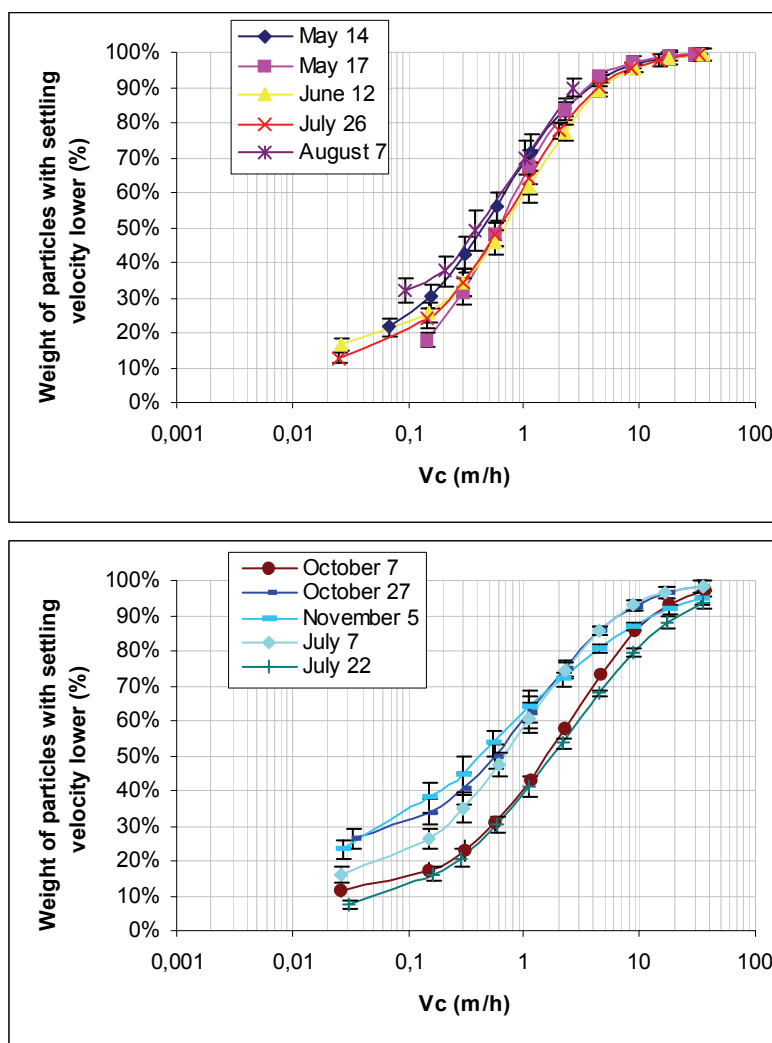 100%
90%
80%
70%
60%
50%
40%
30%
20%
10%
0%
Weight of particles with settling
velocity lower (%)
May 14
May 17
June 12
July 26
August 7
0,001 0,01 0,1 1 10 100
Vc (m/h)
100%
90%
80%
70%
60%
50%
40%
30%
20%
10%
0%
Weight of particles with settling
velocity lower (%)
October 7
October 27
November 5
July 7
July 22
0,001 0,01 0,1 1 10 100
Vc (m/h)